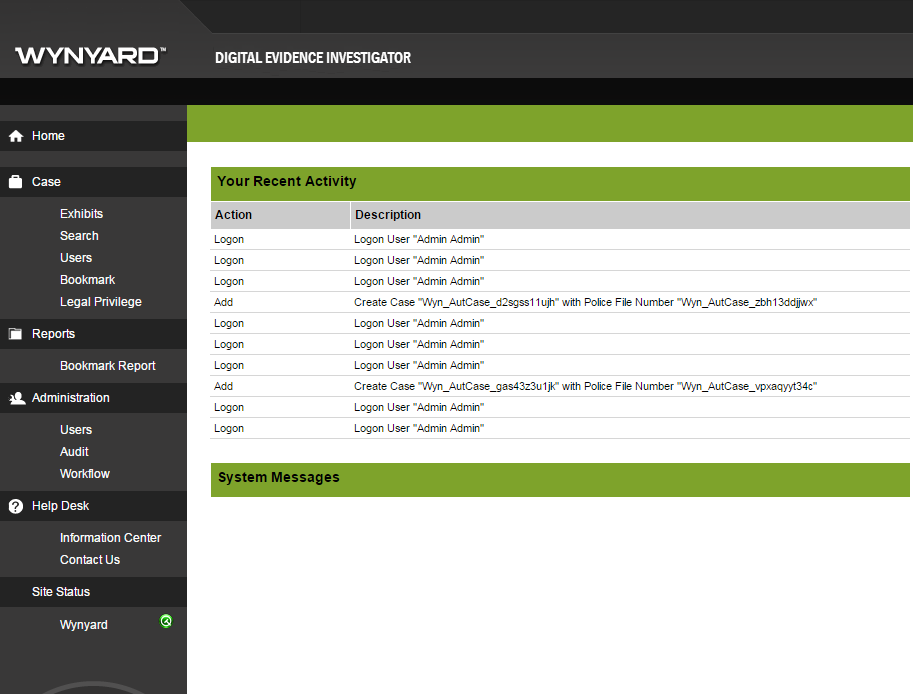 WYNYARD™
DIGITAL EVIDENCE INVESTIGATOR
Home
Case
Exhibits
Search
Users
Bookmark
Legal Privilege
Reports
Bookmark Report
Administration
Users
Audit
Workflow
Help Desk
Information Center
Contact Us
Site Status
Wynyard
Your Recent Activity
Action Description
Logon Logon User "Admin Admin"
Logon Logon User "Admin Admin"
Logon Logon User "Admin Admin"
Add Create Case "Wyn_AutCase_d2sgss11ujh" with Police File Number "Wyn_AutCase_zbh13ddjjwx"
Logon Logon User "Admin Admin"
Logon Logon User "Admin Admin"
Logon Logon User "Admin Admin"
Add Create Case "Wyn_AutCase_gas43z3u1jk" with Police File Number "Wyn_AutCase_vpxaqyyt34c"
Logon Logon User "Admin Admin"
Logon Logon User "Admin Admin"
System Messages